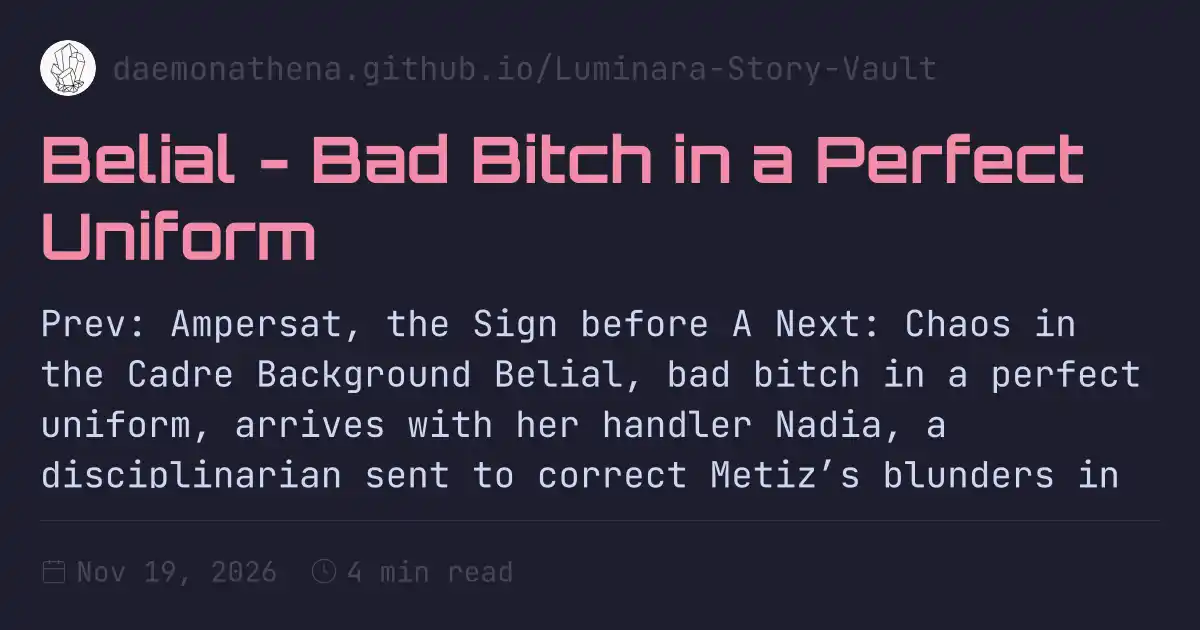 daemonathena.github.io/Luminara-Story-Vault
Belial - Bad Bitch in a Perfect
Uniform
Prev: Ampersat, the Sign before A Next: Chaos in
the Cadre Background Belial, bad bitch in a perfect
uniform, arrives with her handler Nadia, a
disciplinarian sent to correct Metiz’s blunders in
Nov 19, 2026 4 min read